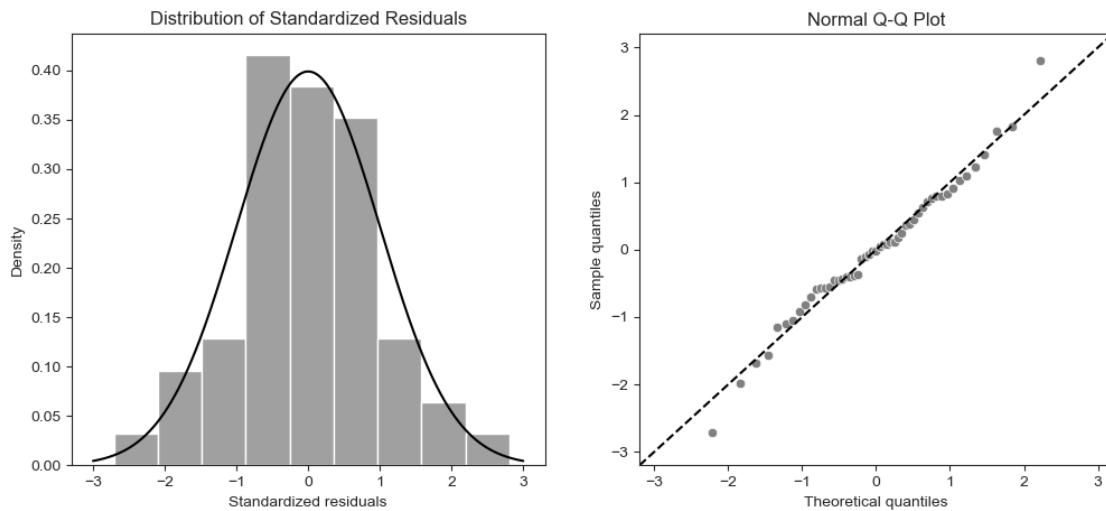 Distribution of Standardized Residuals
0.40
0.35
0.30
0.25
0.20
0.15
0.10
0.05
0.00
Density
−3 −2 −1 0 1 2 3
Standardized residuals
Normal Q-Q Plot
3
2
1
0
−1
−2
−3
Sample quantiles
−3 −2 −1 0 1 2 3
Theoretical quantiles